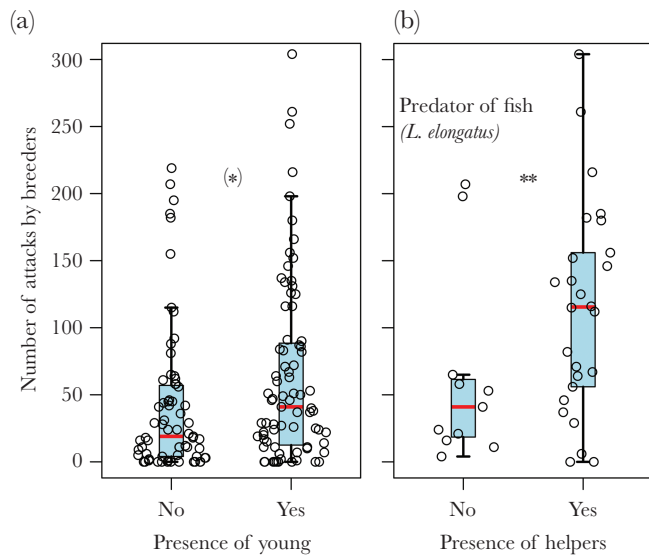 (a)
(b)
300
250
200
150
100
50
0
Number of attacks by breeders
(*)
Predator of fish
(L. elongatus)
**
No
Yes
No
Yes
Presence of young
Presence of helpers